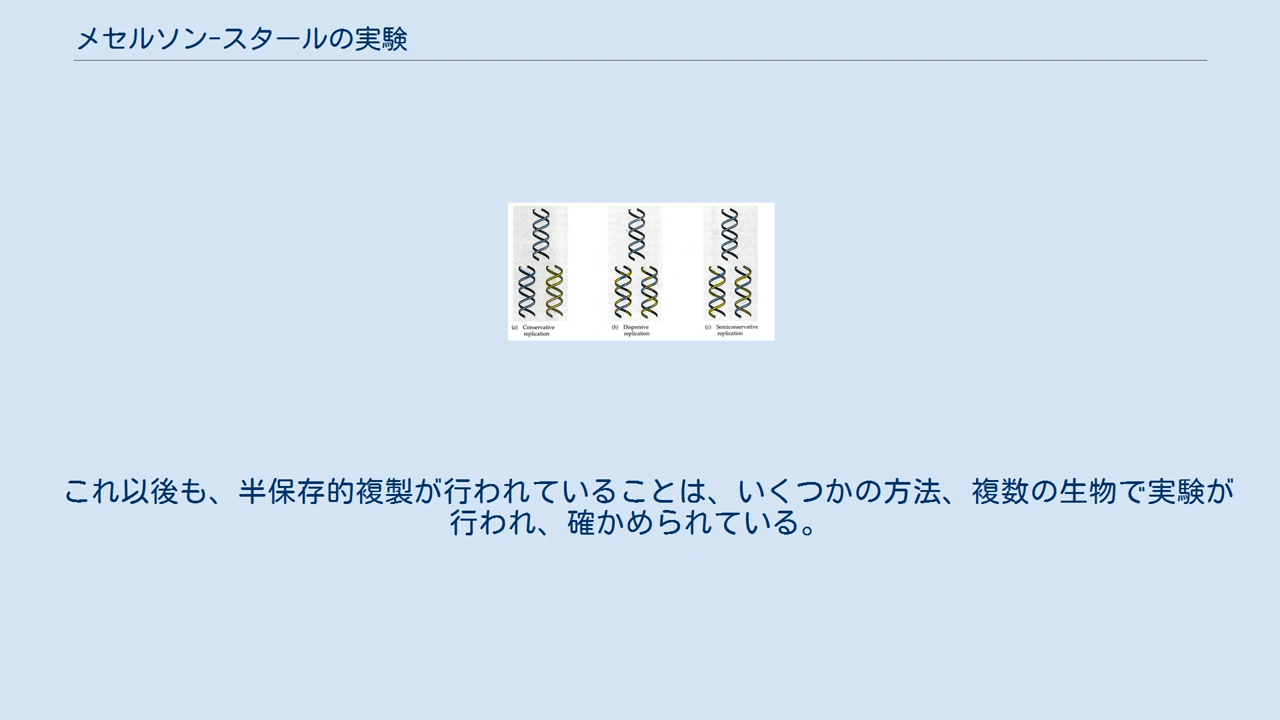 メセルソン-スタールの実験
(a) Conservative
replication
(b) Dispersive
replication
(c) Semiconservative
replication
これ以後も、半保存的複製が行われていることは、いくつかの方法、複数の生物で実験が
行われ、確かめられている。